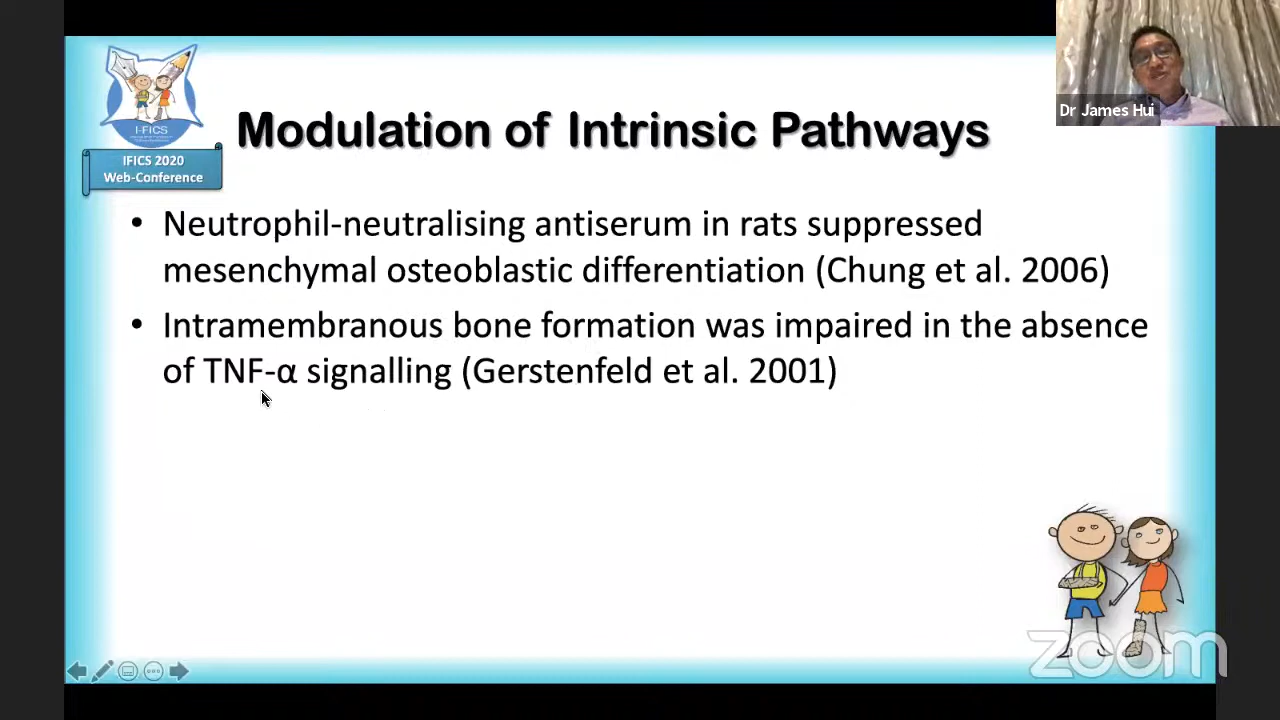 Dr James Hui
I-FICS
IFICS 2020
Web-Conference
Modulation of Intrinsic Pathways
• Neutrophil-neutralising antiserum in rats suppressed
mesenchymal osteoblastic differentiation (Chung et al. 2006)
• Intramembranous bone formation was impaired in the absence
of TNF-α signalling (Gerstenfeld et al. 2001)
zoom